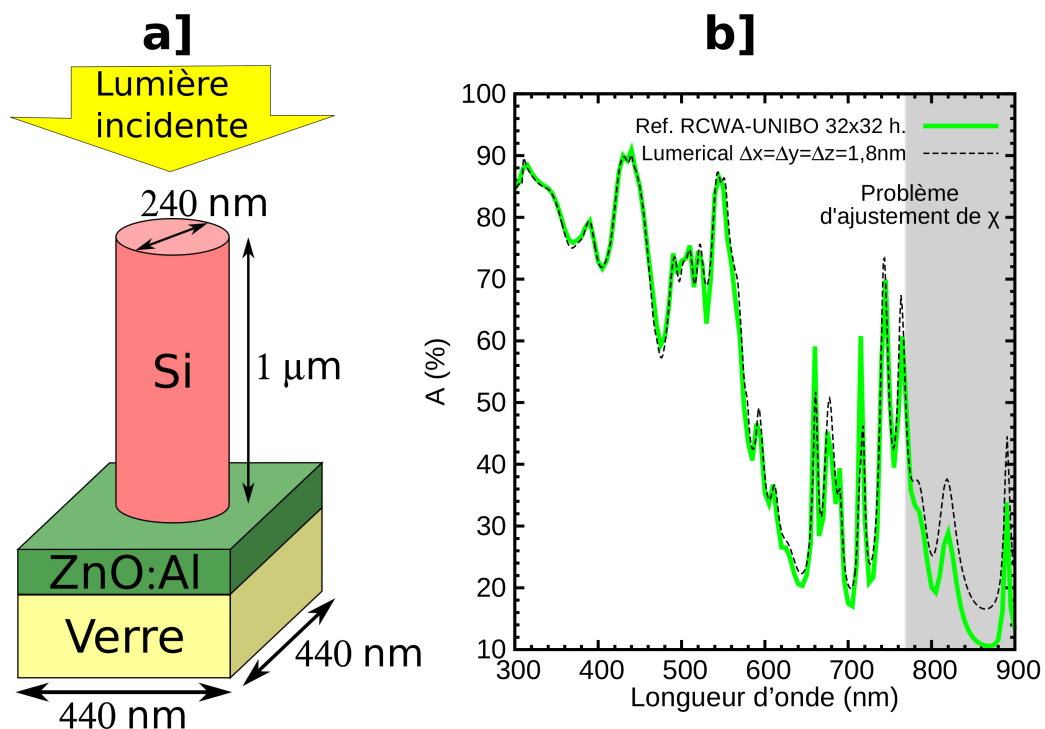 a]
Lumière
incidente
240 nm
Si
1 μm
ZnO:Al
Verre
440 nm
440 nm
b]
100
90
80
70
60
50
40
30
20
10
A (%)
Ref. RCWA-UNIBO 32x32 h.
Lumerical Δx=Δy=Δz=1,8nm
Problème
d'ajustement de χ
300 400 500 600 700 800 900
Longueur d’onde (nm)